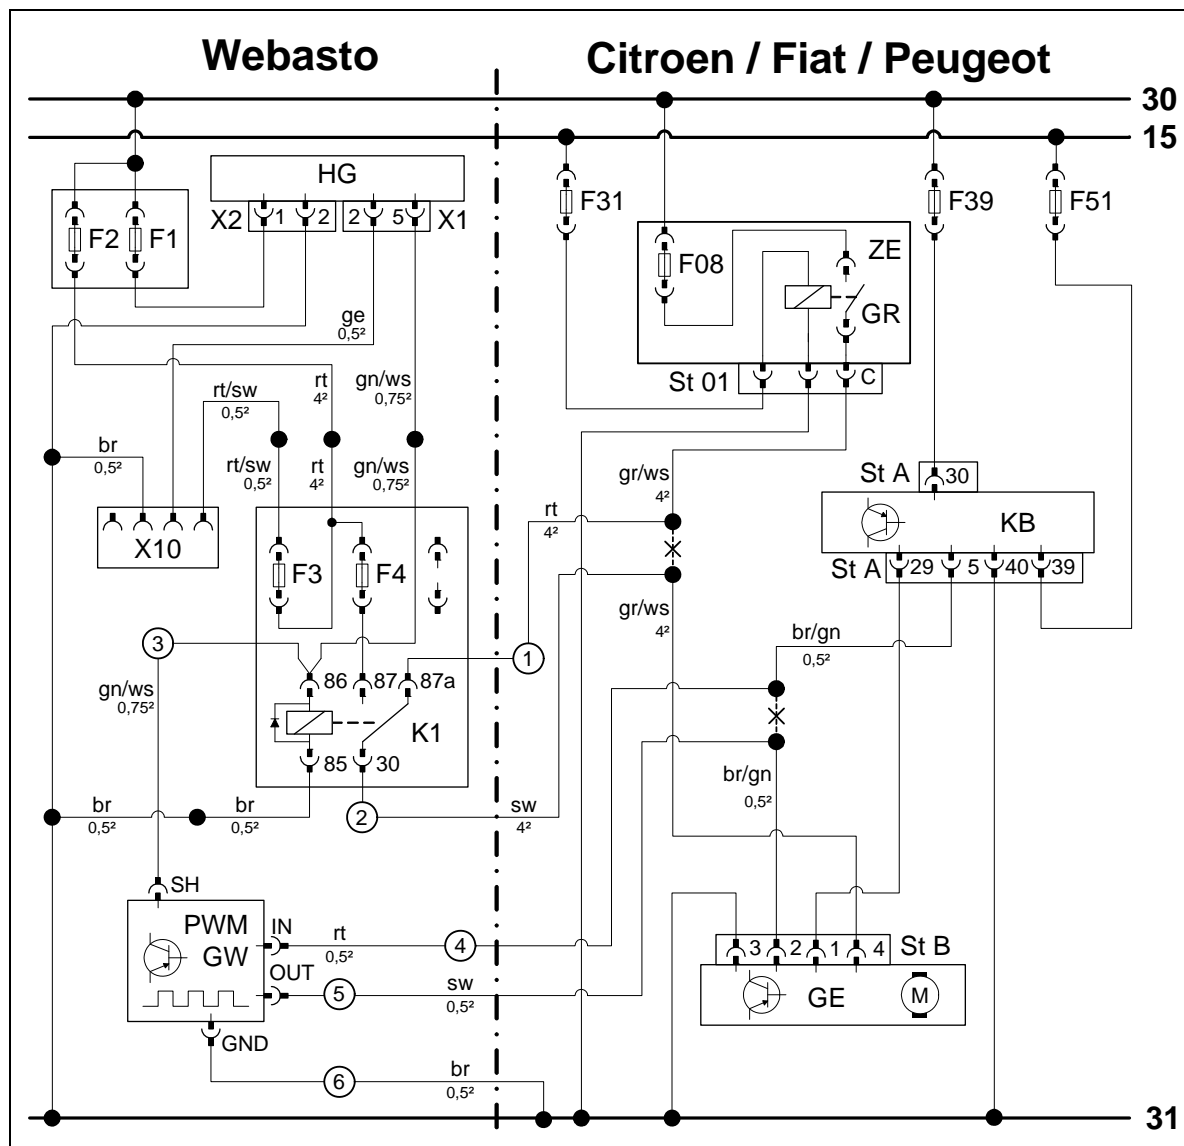 Webasto
Citroen / Fiat / Peugeot
30
15
HG
X2 1 2 2 5 X1
F2 F1
F31
F08
ZE
GR
F39
F51
St 01 C
ge
0,5²
rt/sw
0,5²
rt
4²
gn/ws
0,75²
br
0,5²
rt/sw
0,5²
rt
4²
gn/ws
0,75²
X10
gr/ws
4²
rt
4²
St A 30
KB
St A 29 5 40 39
F3 F4
gr/ws
4²
br/gn
0,5²
3
1
gn/ws
0,75²
86 87 87a
K1
85 30
br/gn
0,5²
br
0,5²
br
0,5²
2
sw
4²
SH
PWM
GW
IN
OUT
GND
rt
0,5²
4
5
sw
0,5²
3 2 1 4 St B
GE
M
6
br
0,5²
31